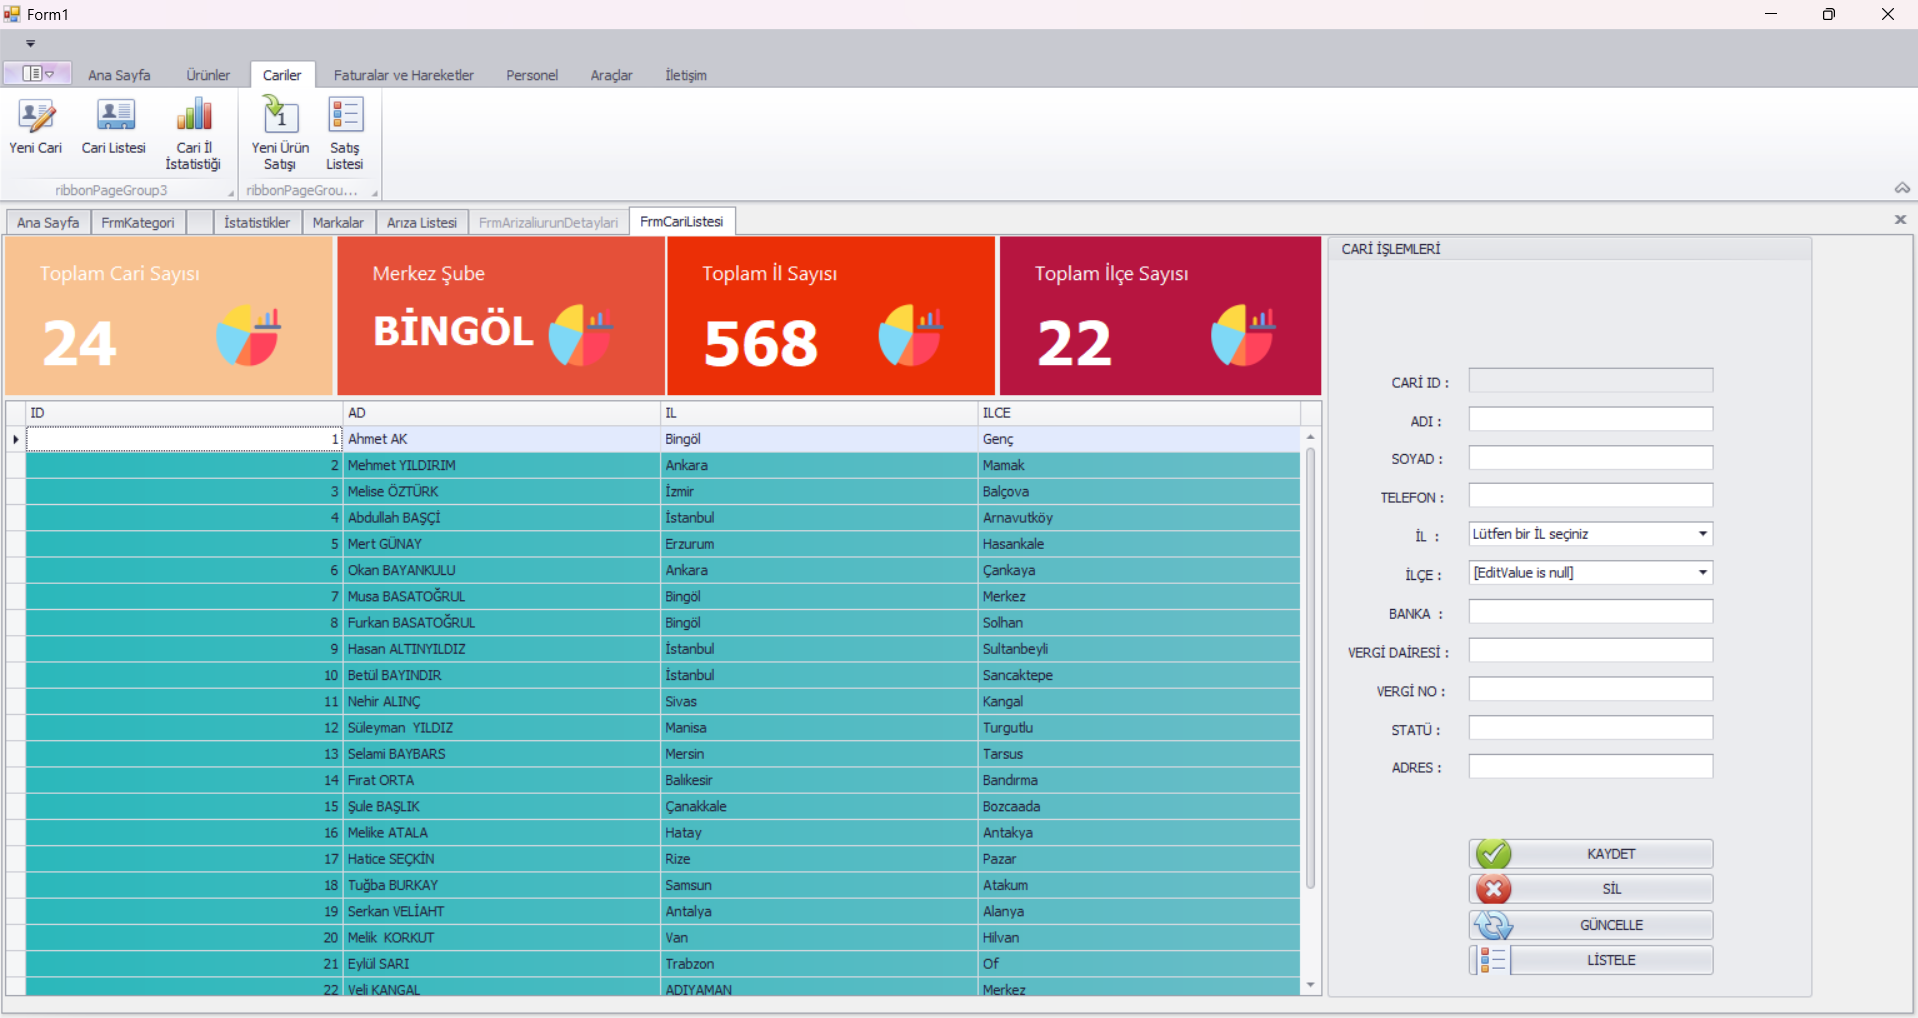 Form1
Ana Sayfa Ürünler Cariler Faturalar ve Hareketler Personel Araçlar İletişim
Yeni Cari Cari Listesi Cari İl İstatistiği Yeni Ürün Satışı Satış Listesi
ribbonPageGroup3 ribbonPageGrou...
Ana Sayfa FrmKategori İstatistikler Markalar Arıza Listesi FrmArizaliurunDetaylari FrmCariListesi
Toplam Cari Sayısı
24
Merkez Şube
BİNGÖL
Toplam İl Sayısı
568
Toplam İlçe Sayısı
22
ID AD IL ILCE
1 Ahmet AK Bingöl Genç
2 Mehmet YILDIRIM Ankara Mamak
3 Melise ÖZTÜRK İzmir Balçova
4 Abdullah BAŞÇİ İstanbul Arnavutköy
5 Mert GÜNAY Erzurum Hasankale
6 Okan BAYANKULU Ankara Çankaya
7 Musa BASATOĞRUL Bingöl Merkez
8 Furkan BASATOĞRUL Bingöl Solhan
9 Hasan ALTINYILDIZ İstanbul Sultanbeyli
10 Betül BAYINDIR İstanbul Sancaktepe
11 Nehir ALINÇ Sivas Kangal
12 Süleyman  YILDIZ Manisa Turgutlu
13 Selami BAYBARS Mersin Tarsus
14 Fırat ORTA Balıkesir Bandırma
15 Şule BAŞLIK Çanakkale Bozcaada
16 Melike ATALA Hatay Antakya
17 Hatice SEÇKİN Rize Pazar
18 Tuğba BURKAY Samsun Atakum
19 Serkan VELİAHT Antalya Alanya
20 Melik  KORKUT Van Hilvan
21 Eylül SARI Trabzon Of
22 Veli KANGAL ADIYAMAN Merkez
CARİ İŞLEMLERİ
CARİ ID :
ADI :
SOYAD :
TELEFON :
İL  : Lütfen bir İL seçiniz
İLÇE : [EditValue is null]
BANKA  :
VERGİ DAİRESİ :
VERGİ NO :
STATÜ :
ADRES :
KAYDET
SİL
GÜNCELLE
LİSTELE